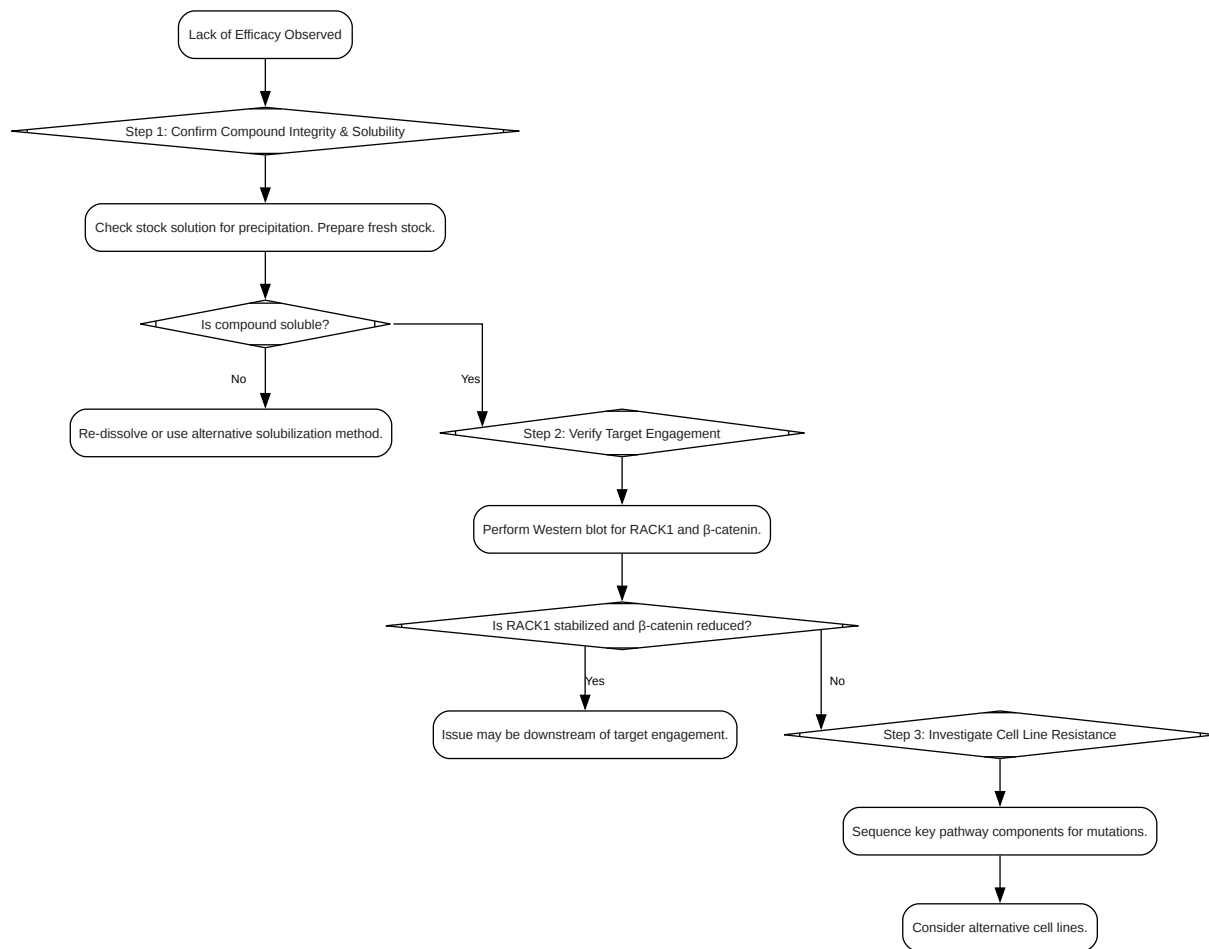 Lack of Efficacy Observed
Step 1: Confirm Compound Integrity & Solubility
Check stock solution for precipitation. Prepare fresh stock.
Is compound soluble?
No
Yes
Re-dissolve or use alternative solubilization method.
Step 2: Verify Target Engagement
Perform Western blot for RACK1 and β-catenin.
Is RACK1 stabilized and β-catenin reduced?
Yes
No
Issue may be downstream of target engagement.
Step 3: Investigate Cell Line Resistance
Sequence key pathway components for mutations.
Consider alternative cell lines.